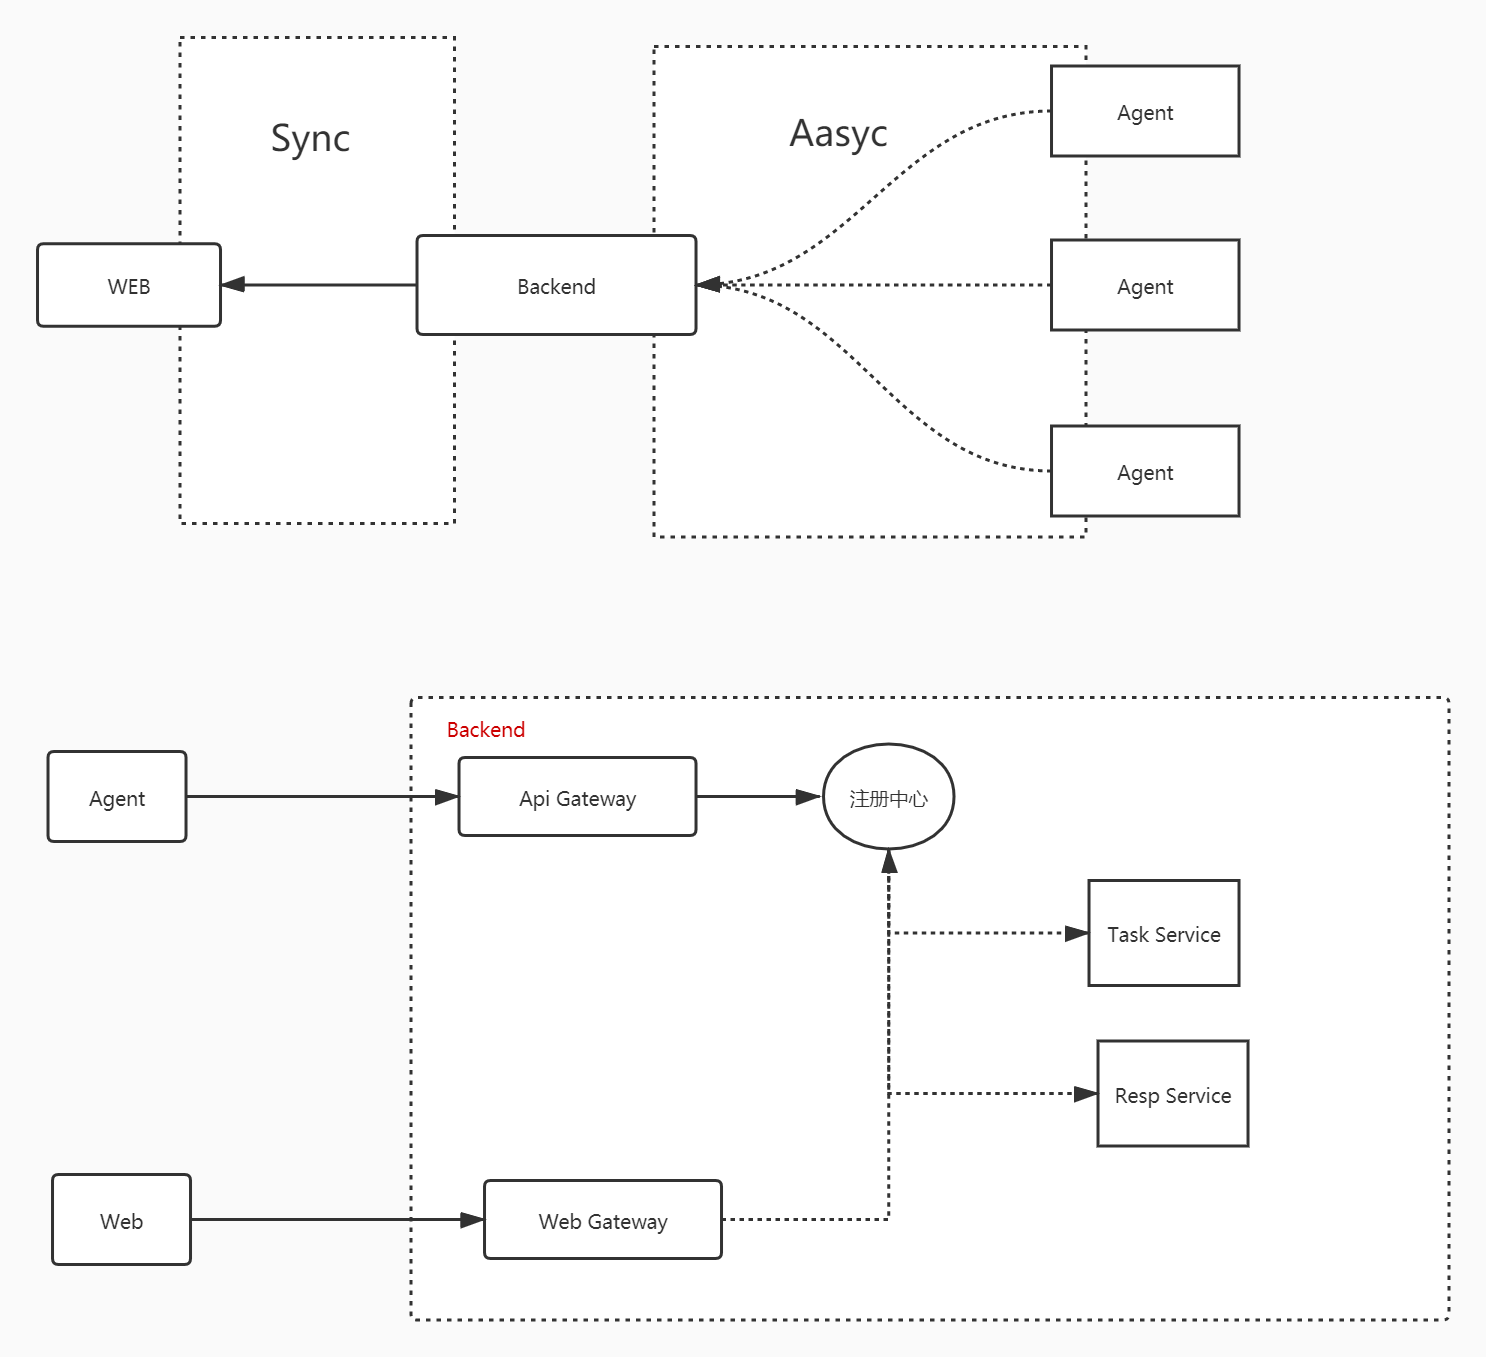 Sync
Aasyc
Agent
WEB
Backend
Agent
Agent
Backend
Agent
Api Gateway
注册中心
Task Service
Resp Service
Web
Web Gateway